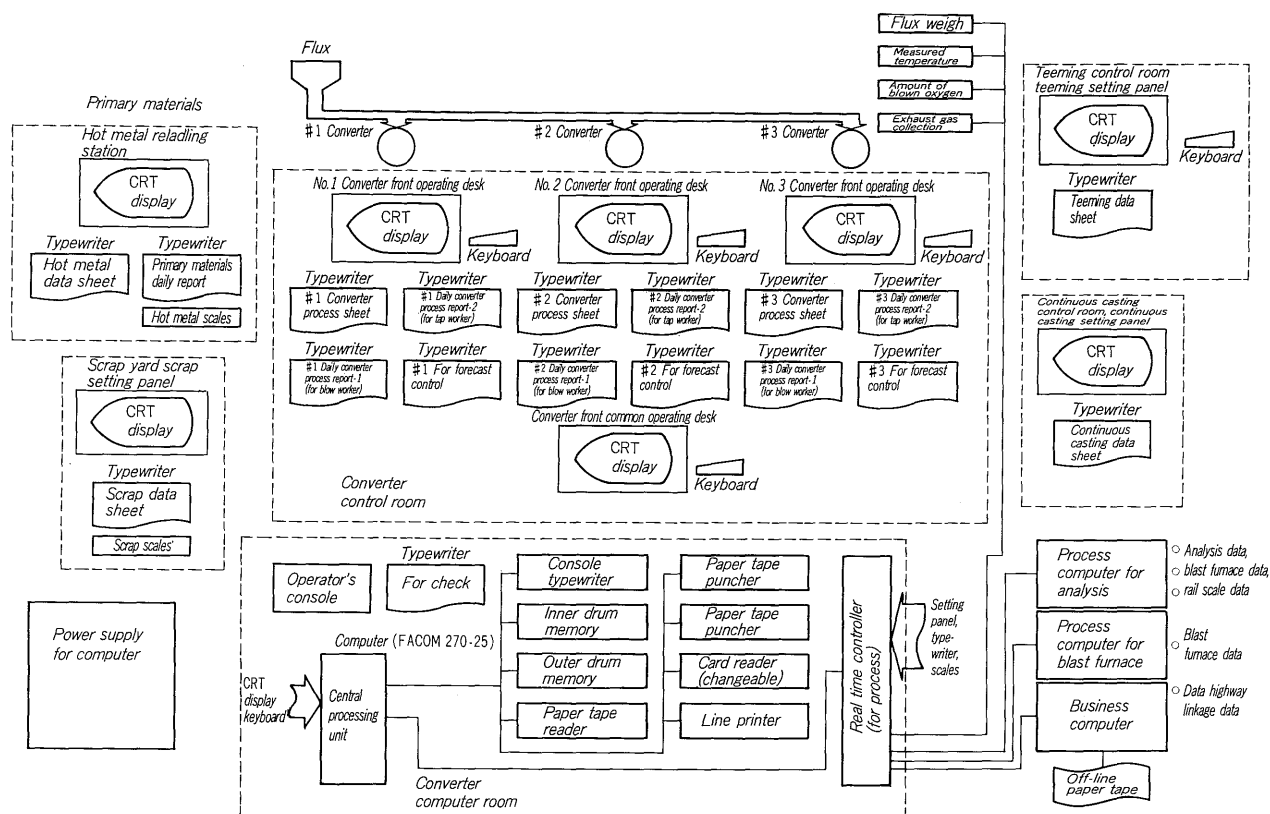 Flux
#1 Converter
#2 Converter
#3 Converter
Flux weigh
Measured
temperature
Amount of
blown oxygen
Exhaust gas
collection
Primary materials
Hot metal reladling
station
CRT
display
Typewriter
Hot metal
data sheet
Typewriter
Primary materials
daily report
Hot metal scales
Scrap yard scrap
setting panel
CRT
display
Typewriter
Scrap data
sheet
Scrap scales
Power supply
for computer
No. 1 Converter front operating desk
CRT
display
Keyboard
No. 2 Converter front operating desk
CRT
display
Keyboard
No. 3 Converter front operating desk
CRT
display
Keyboard
Typewriter
#1 Converter
process sheet
Typewriter
#1 Daily converter
process report-2
(for tap worker)
Typewriter
#2 Converter
process sheet
Typewriter
#2 Daily converter
process report-2
(for tap worker)
Typewriter
#3 Converter
process sheet
Typewriter
#3 Daily converter
process report-2
(for tap worker)
Typewriter
#1 Daily converter
process report-1
(for blow worker)
Typewriter
#1 For forecast
control
Typewriter
#2 Daily converter
process report-1
(for blow worker)
Typewriter
#2 For forecast
control
Typewriter
#3 Daily converter
process report-1
(for blow worker)
Typewriter
#3 For forecast
control
Converter front common operating desk
CRT
display
Keyboard
Converter
control room
Teeming control room
teeming setting panel
CRT
display
Keyboard
Typewriter
Teeming data
sheet
Continuous casting
control room, continuous
casting setting panel
CRT
display
Typewriter
Continuous
casting data
sheet
Operator's
console
Typewriter
For check
Computer (FACOM 270-25)
CRT
display
keyboard
Central
processing
unit
Console
typewriter
Inner drum
memory
Outer drum
memory
Paper tape
reader
Paper tape
puncher
Paper tape
puncher
Card reader
(changeable)
Line printer
Converter
computer room
Real time controller
(for process)
Setting
panel,
type-
writer,
scales
Process
computer for
analysis
Analysis data,
blast furnace data,
rail scale data
Process
computer for
blast furnace
Blast
furnace data
Business
computer
Data highway
linkage data
Off-line
paper tape